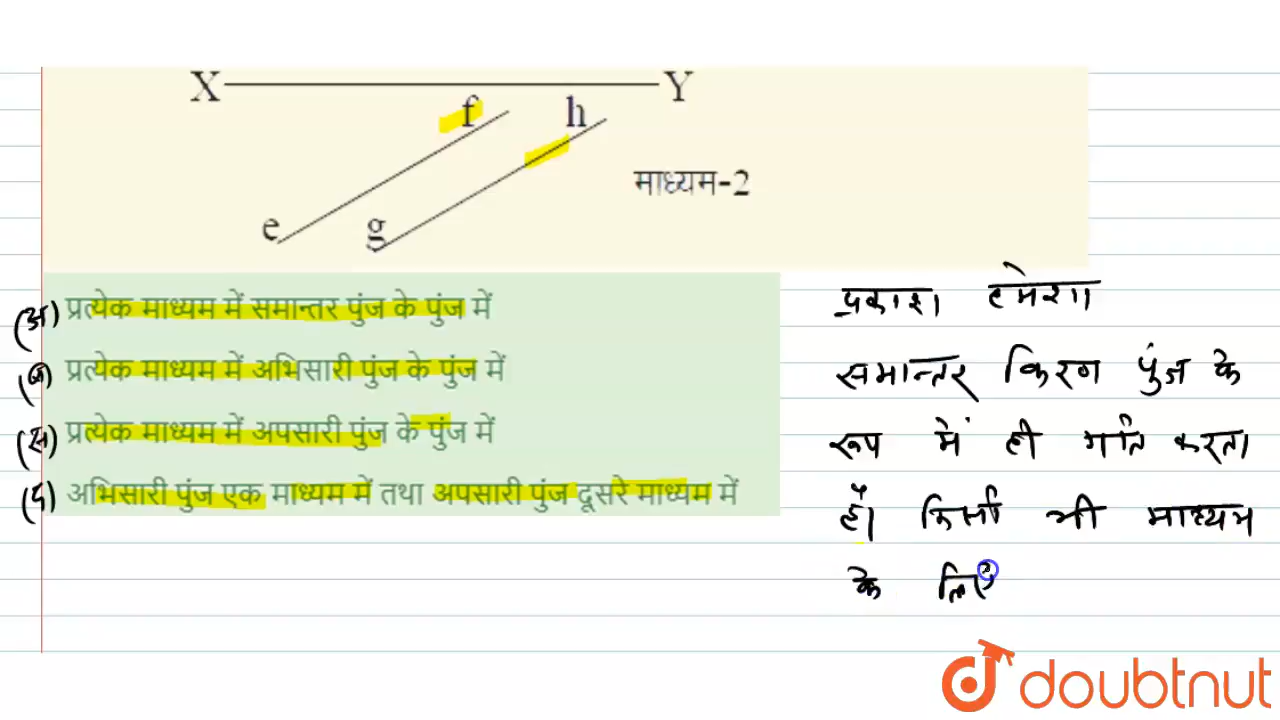 X Y
f h
माध्यम-2
e g
(अ) प्रत्येक माध्यम में समान्तर पुंज के पुंज में
(ब) प्रत्येक माध्यम में अभिसारी पुंज के पुंज में
(स) प्रत्येक माध्यम में अपसारी पुंज के पुंज में
(द) अभिसारी पुंज एक माध्यम में तथा अपसारी पुंज दूसरे माध्यम में
प्रकाश हमेशा
समान्तर किरण पुंज के
रूप में ही गति करता
है। किसी भी माध्यम
के लिए
doubtnut